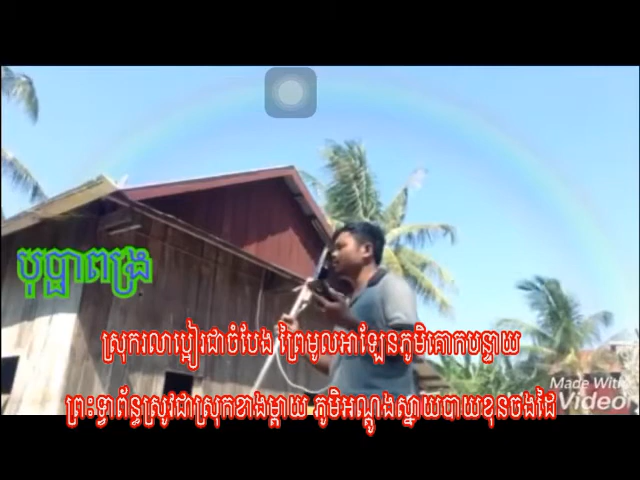 បុប្ផាពង្រ
ស្រុករលាប្អៀរជាចំបែង ព្រៃមូលអាឡែនភូមិគោកបន្ទាយ
ព្រះទ្វាព័ន្ធស្រូវជាស្រុកខាងម្ដាយ ភូមិអណ្ដូងស្នាយបាយខុនចងដៃ
Made With
Video